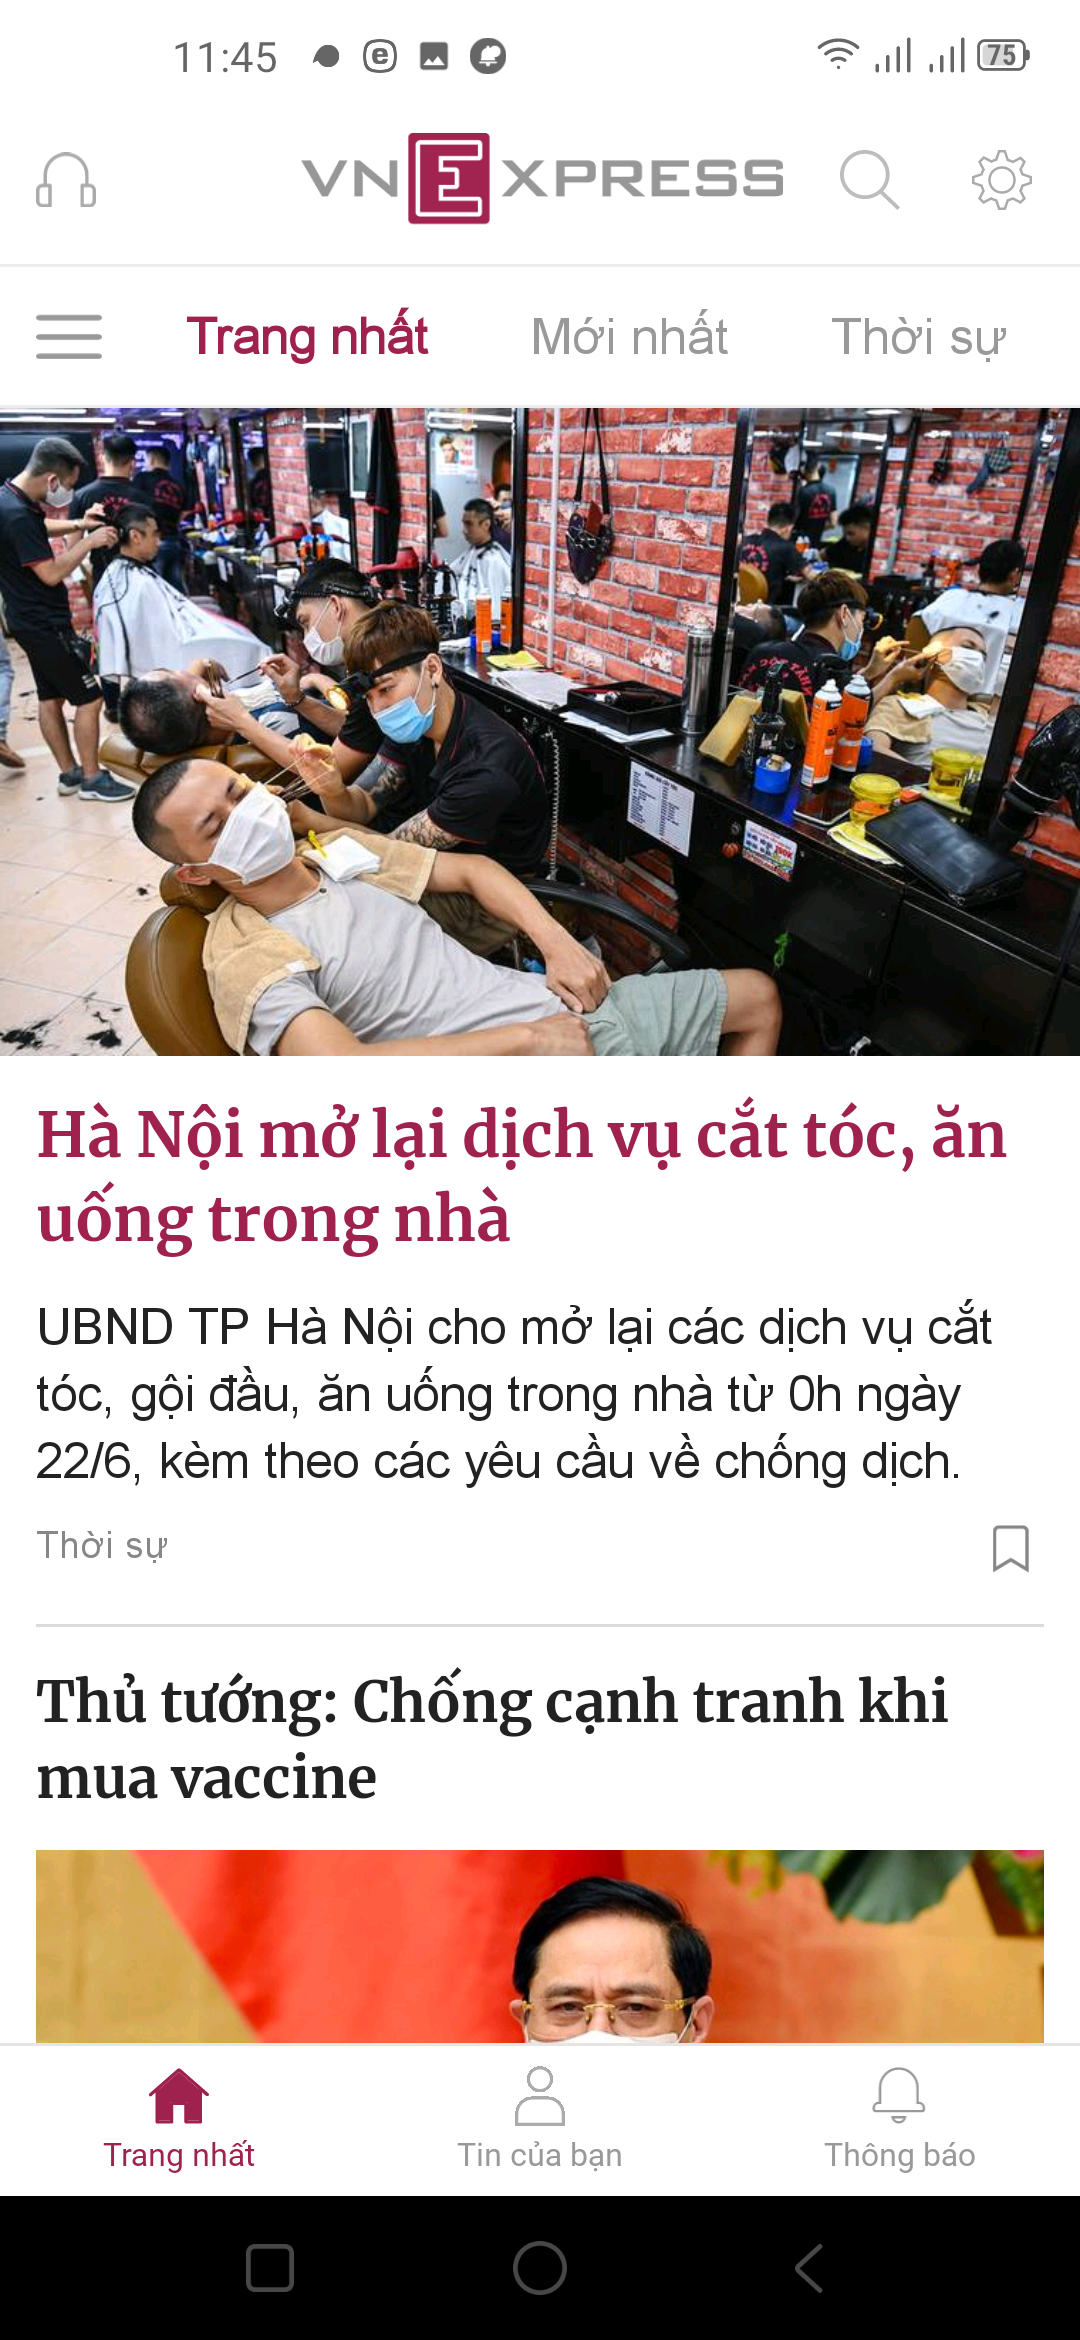 11:45
75
VNEXPRESS
Trang nhất
Mới nhất
Thời sự
Hà Nội mở lại dịch vụ cắt tóc, ăn
uống trong nhà
UBND TP Hà Nội cho mở lại các dịch vụ cắt
tóc, gội đầu, ăn uống trong nhà từ 0h ngày
22/6, kèm theo các yêu cầu về chống dịch.
Thời sự
Thủ tướng: Chống cạnh tranh khi
mua vaccine
Trang nhất
Tin của bạn
Thông báo